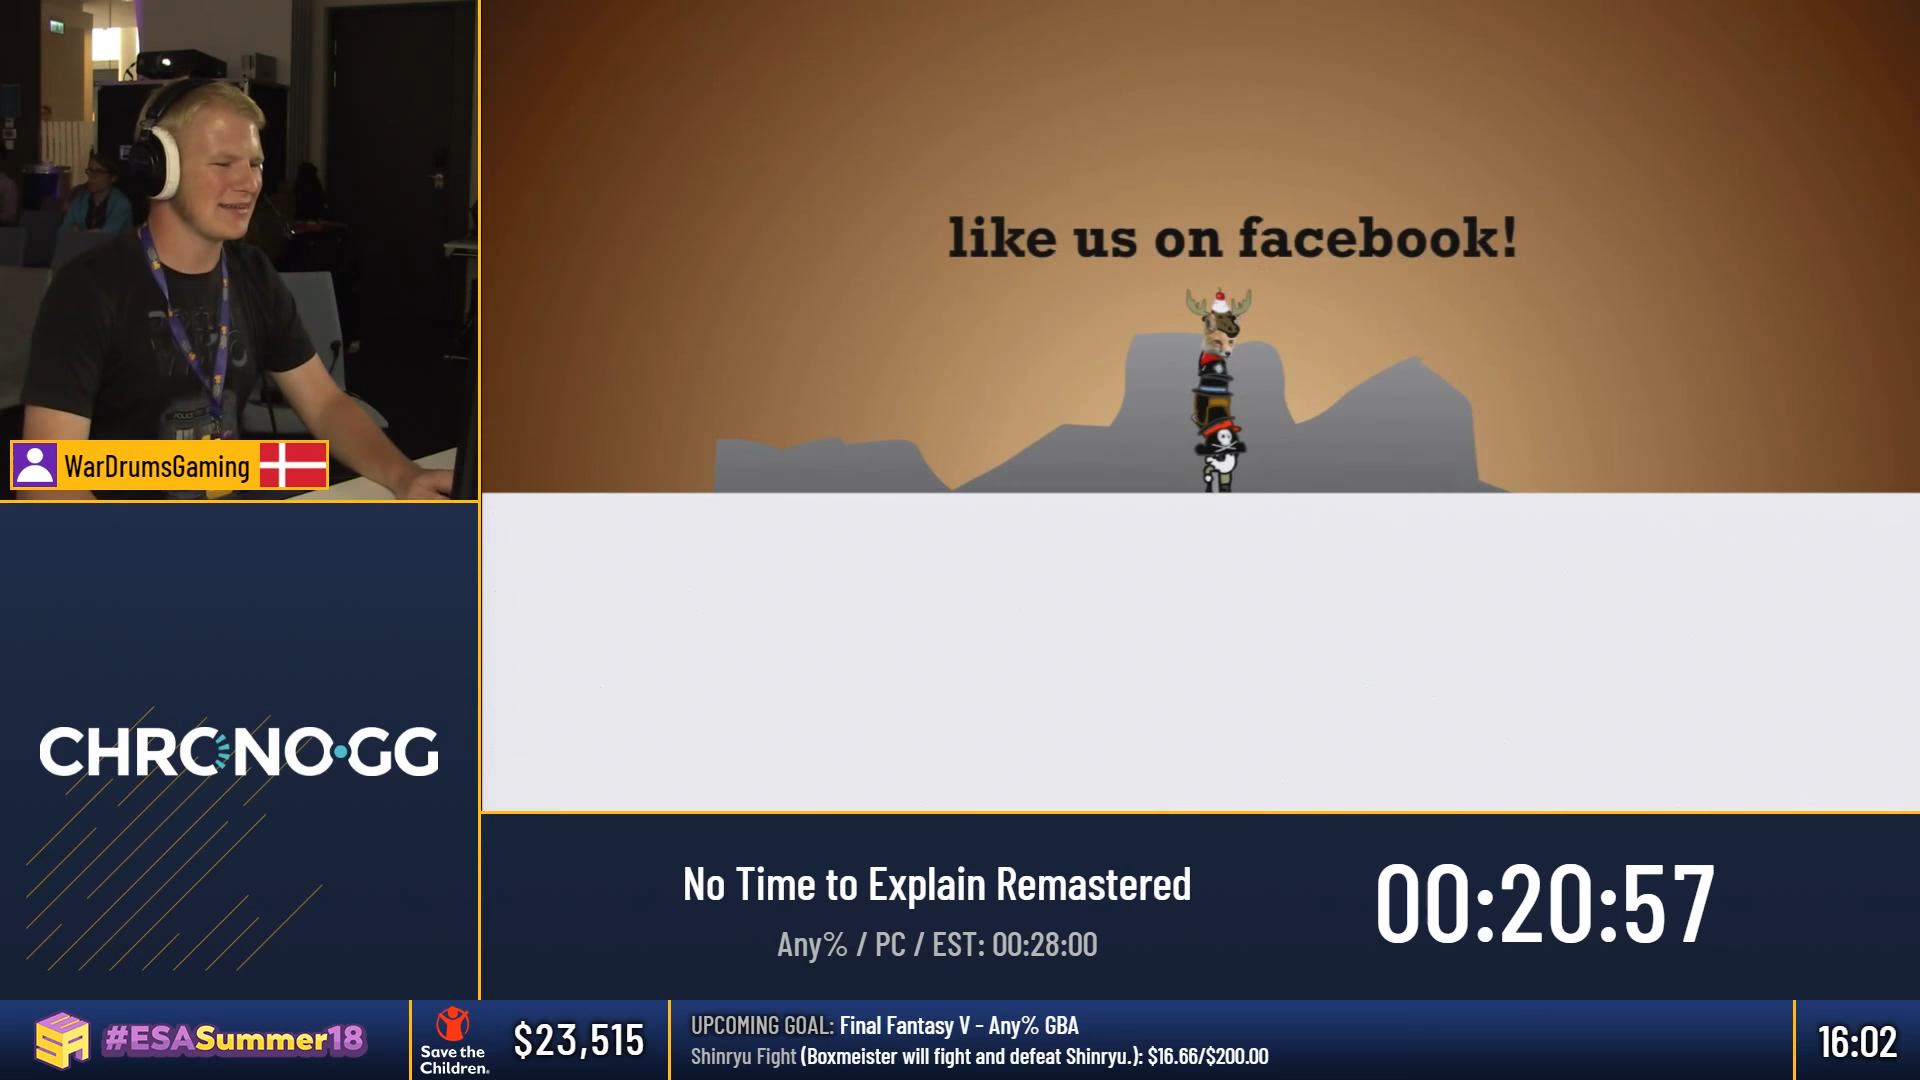 like us on facebook!
WarDrumsGaming
CHRONO.GG
No Time to Explain Remastered
Any% / PC / EST: 00:28:00
00:20:57
#ESASummer18
Save the
Children.
$23,515
UPCOMING GOAL: Final Fantasy V - Any% GBA
Shinryu Fight (Boxmeister will fight and defeat Shinryu.): $16.66/$200.00
16:02